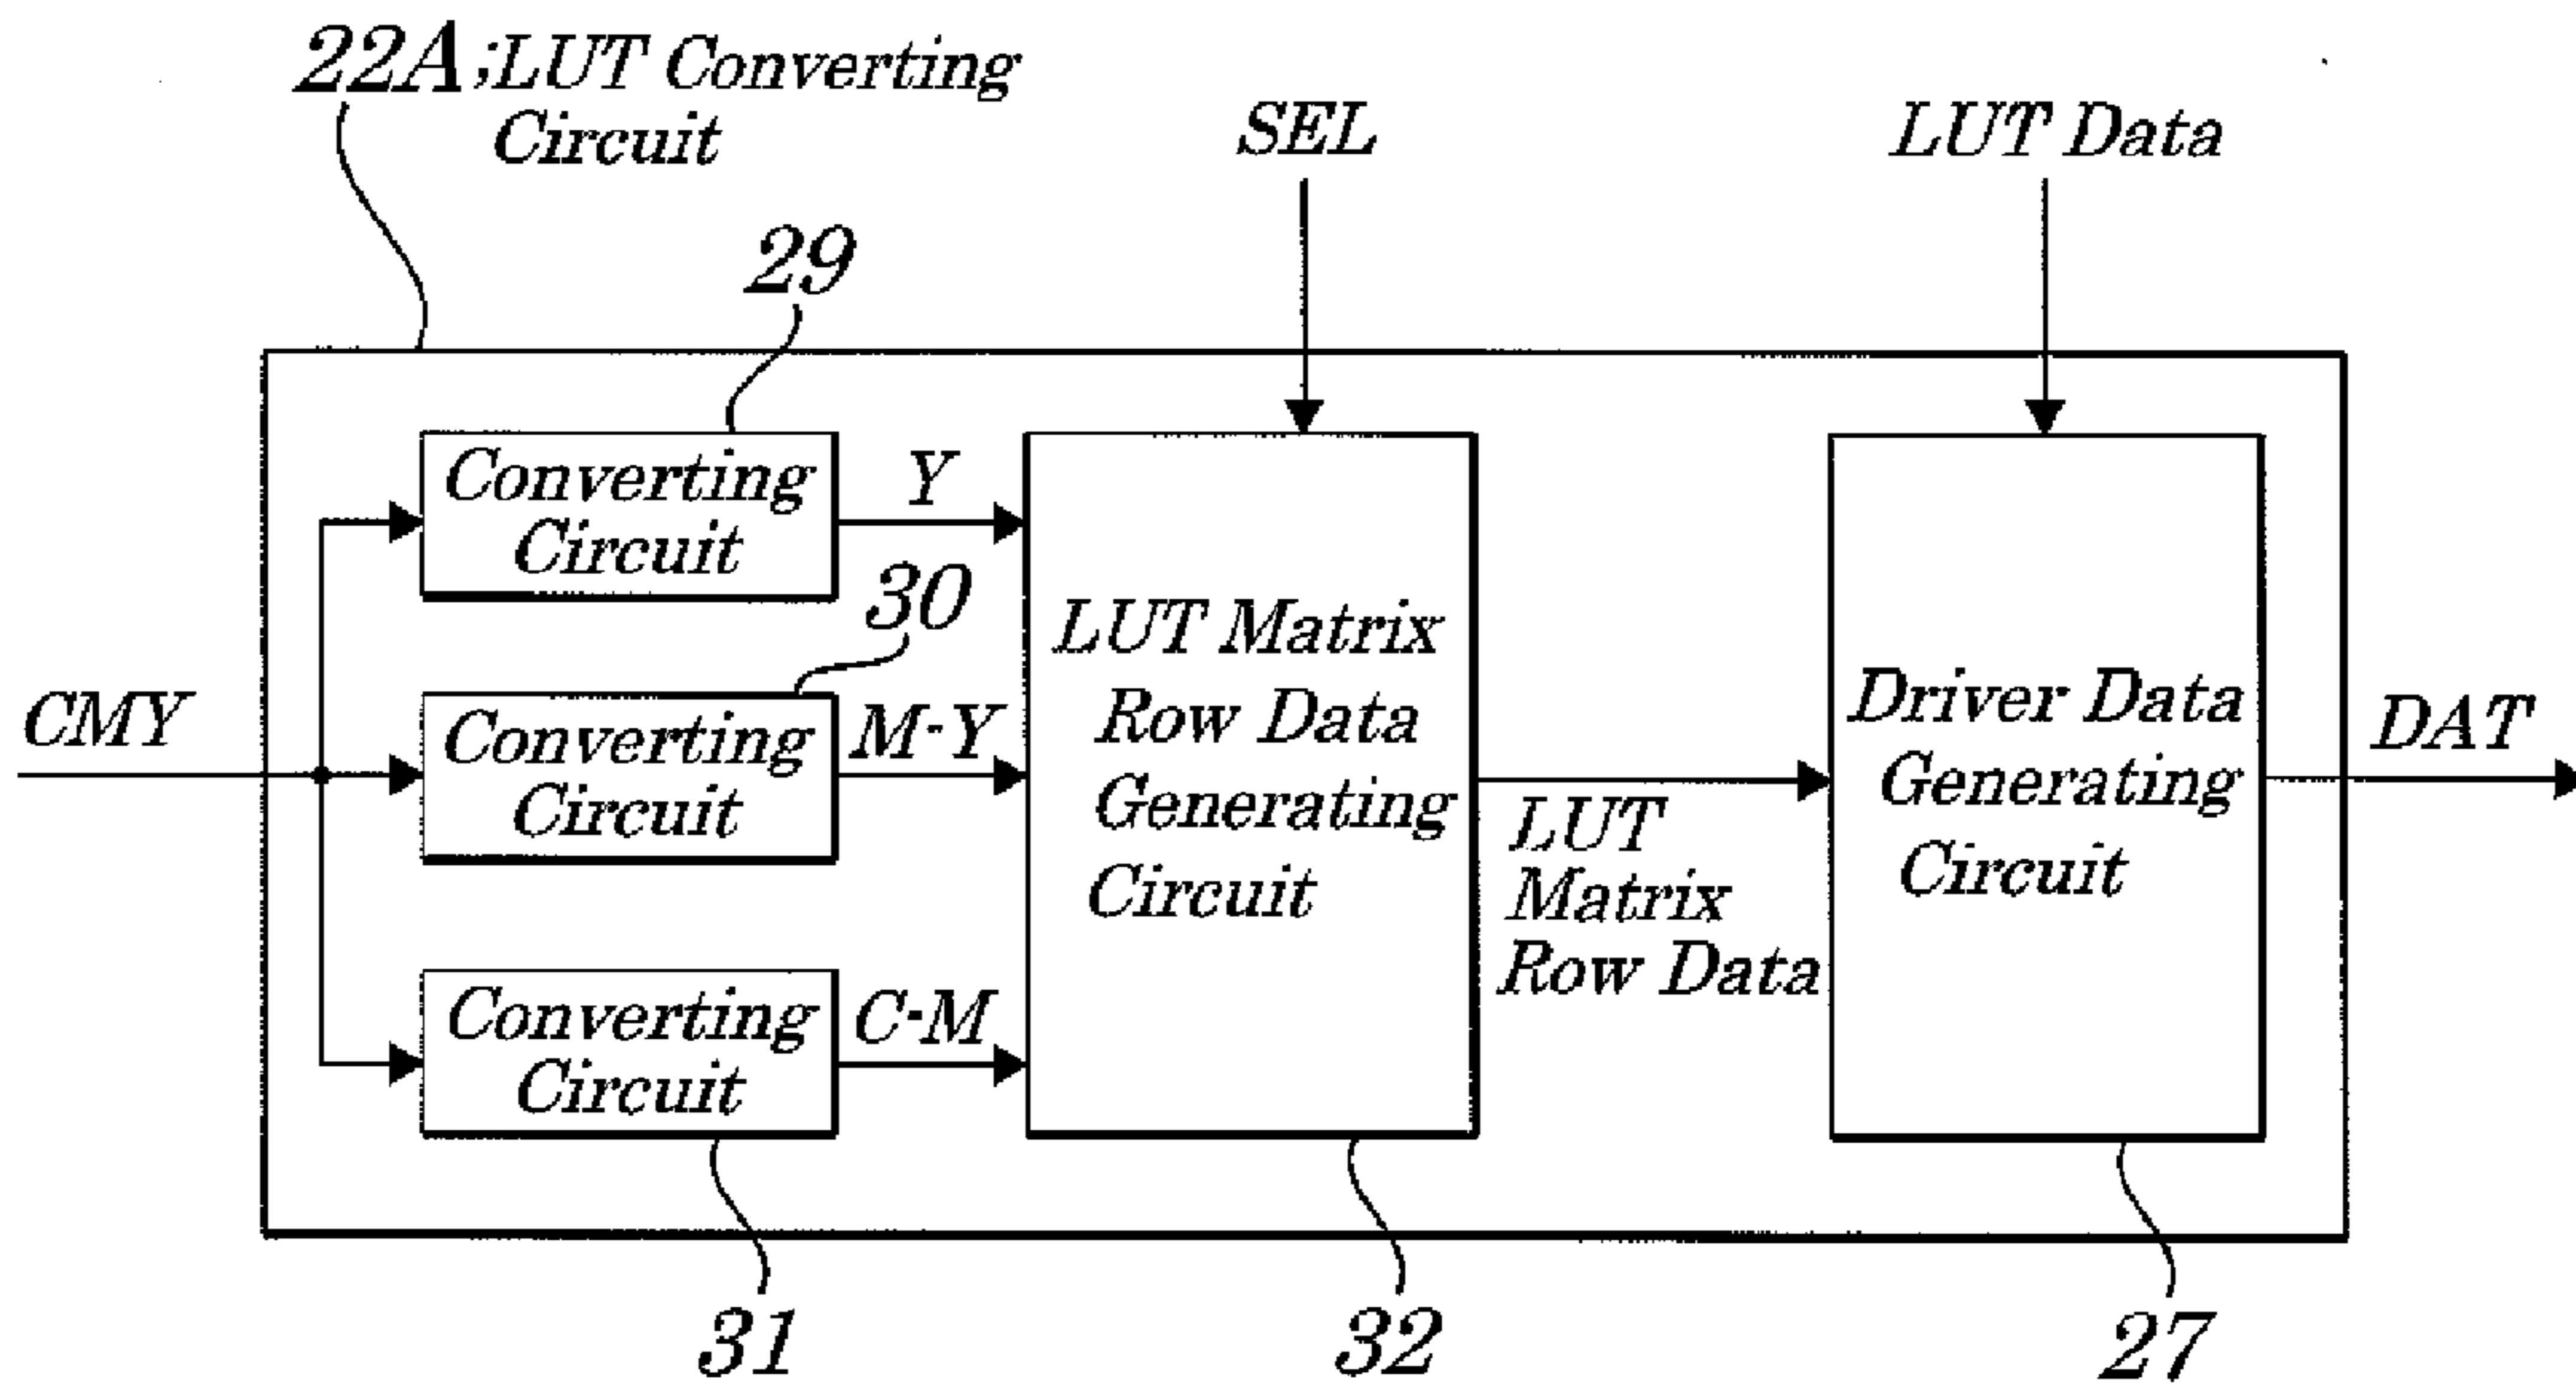 22A;LUT Converting
Circuit
SEL
LUT Data
29
Converting
Circuit
Y
30
CMY
Converting
Circuit
M-Y
Converting
Circuit
C-M
31
LUT Matrix
Row Data
Generating
Circuit
32
LUT
Matrix
Row Data
Driver Data
Generating
Circuit
27
DAT